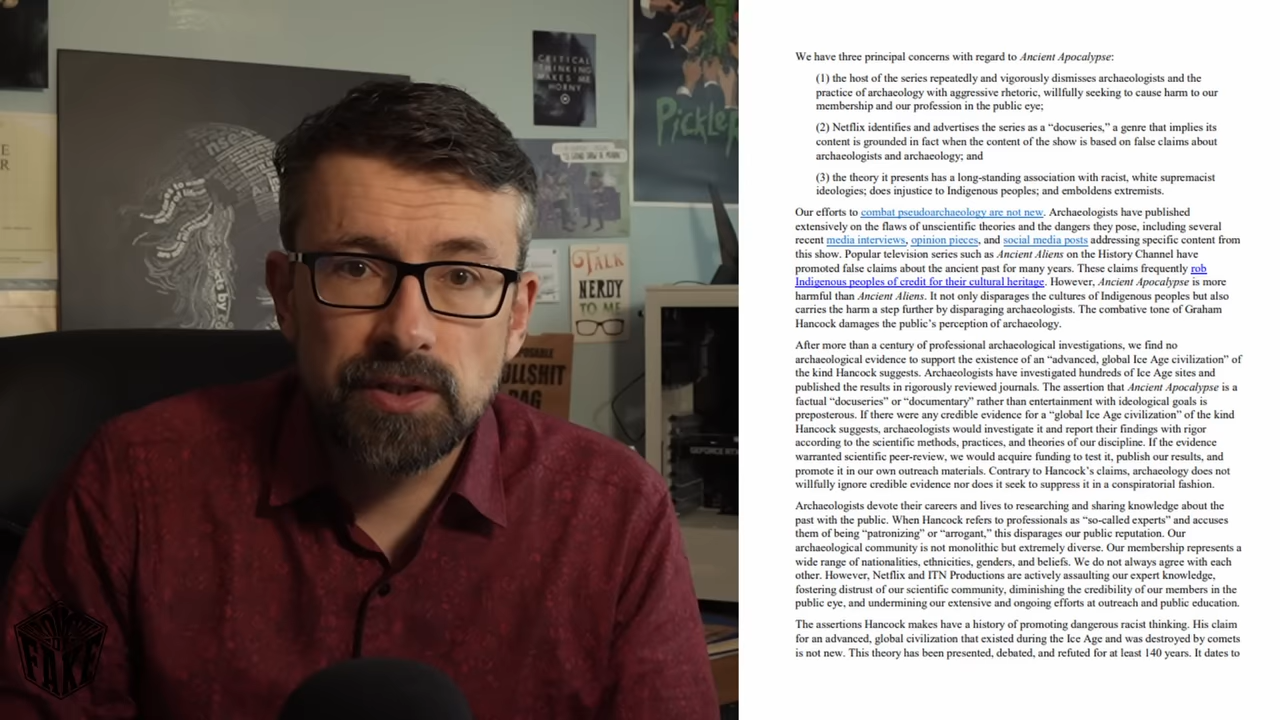 CRITICAL
THINKING
MAKES ME
HORNY
Pickle
TALK
NERDY
TO ME
GEFORCE RTX
FAKE
We have three principal concerns with regard to Ancient Apocalypse:
(1) the host of the series repeatedly and vigorously dismisses archaeologists and the
practice of archaeology with aggressive rhetoric, willfully seeking to cause harm to our
membership and our profession in the public eye;
(2) Netflix identifies and advertises the series as a “docuseries,” a genre that implies its
content is grounded in fact when the content of the show is based on false claims about
archaeologists and archaeology; and
(3) the theory it presents has a long-standing association with racist, white supremacist
ideologies; does injustice to Indigenous peoples; and emboldens extremists.
Our efforts to combat pseudoarchaeology are not new. Archaeologists have published
extensively on the flaws of unscientific theories and the dangers they pose, including several
recent media interviews, opinion pieces, and social media posts addressing specific content from
this show. Popular television series such as Ancient Aliens on the History Channel have
promoted false claims about the ancient past for many years. These claims frequently rob
Indigenous peoples of credit for their cultural heritage. However, Ancient Apocalypse is more
harmful than Ancient Aliens. It not only disparages the cultures of Indigenous peoples but also
carries the harm a step further by disparaging archaeologists. The combative tone of Graham
Hancock damages the public’s perception of archaeology.
After more than a century of professional archaeological investigations, we find no
archaeological evidence to support the existence of an “advanced, global Ice Age civilization” of
the kind Hancock suggests. Archaeologists have investigated hundreds of Ice Age sites and
published the results in rigorously reviewed journals. The assertion that Ancient Apocalypse is a
factual “docuseries” or “documentary” rather than entertainment with ideological goals is
preposterous. If there were any credible evidence for a “global Ice Age civilization” of the kind
Hancock suggests, archaeologists would investigate it and report their findings with rigor
according to the scientific methods, practices, and theories of our discipline. If the evidence
warranted scientific peer-review, we would acquire funding to test it, publish our results, and
promote it in our own outreach materials. Contrary to Hancock’s claims, archaeology does not
willfully ignore credible evidence nor does it seek to suppress it in a conspiratorial fashion.
Archaeologists devote their careers and lives to researching and sharing knowledge about the
past with the public. When Hancock refers to professionals as “so-called experts” and accuses
them of being “patronizing” or “arrogant,” this disparages our public reputation. Our
archaeological community is not monolithic but extremely diverse. Our membership represents a
wide range of nationalities, ethnicities, genders, and beliefs. We do not always agree with each
other. However, Netflix and ITN Productions are actively assaulting our expert knowledge,
fostering distrust of our scientific community, diminishing the credibility of our members in the
public eye, and undermining our extensive and ongoing efforts at outreach and public education.
The assertions Hancock makes have a history of promoting dangerous racist thinking. His claim
for an advanced, global civilization that existed during the Ice Age and was destroyed by comets
is not new. This theory has been presented, debated, and refuted for at least 140 years. It dates to